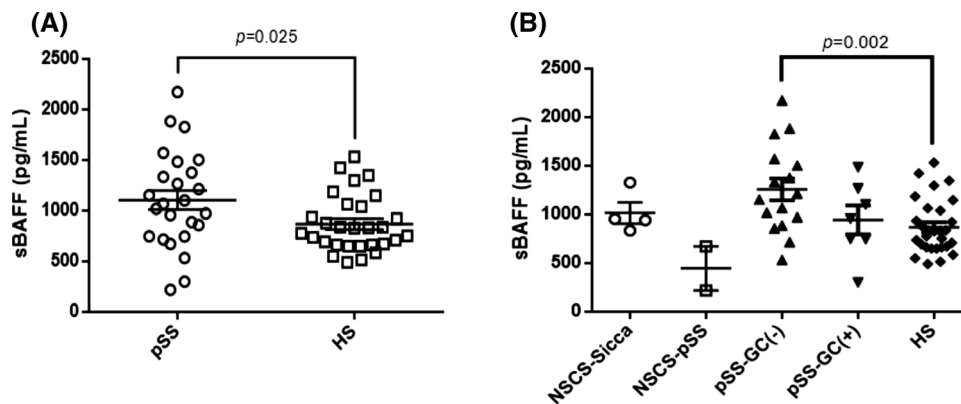 (A)
p=0.025
sBAFF (pg/mL)
2500
2000
1500
1000
500
0
pSS
HS
(B)
p=0.002
sBAFF (pg/mL)
2500
2000
1500
1000
500
0
NSCS-Sicca
NSCS-pSS
pSS-GC(-)
pSS-GC(+)
HS